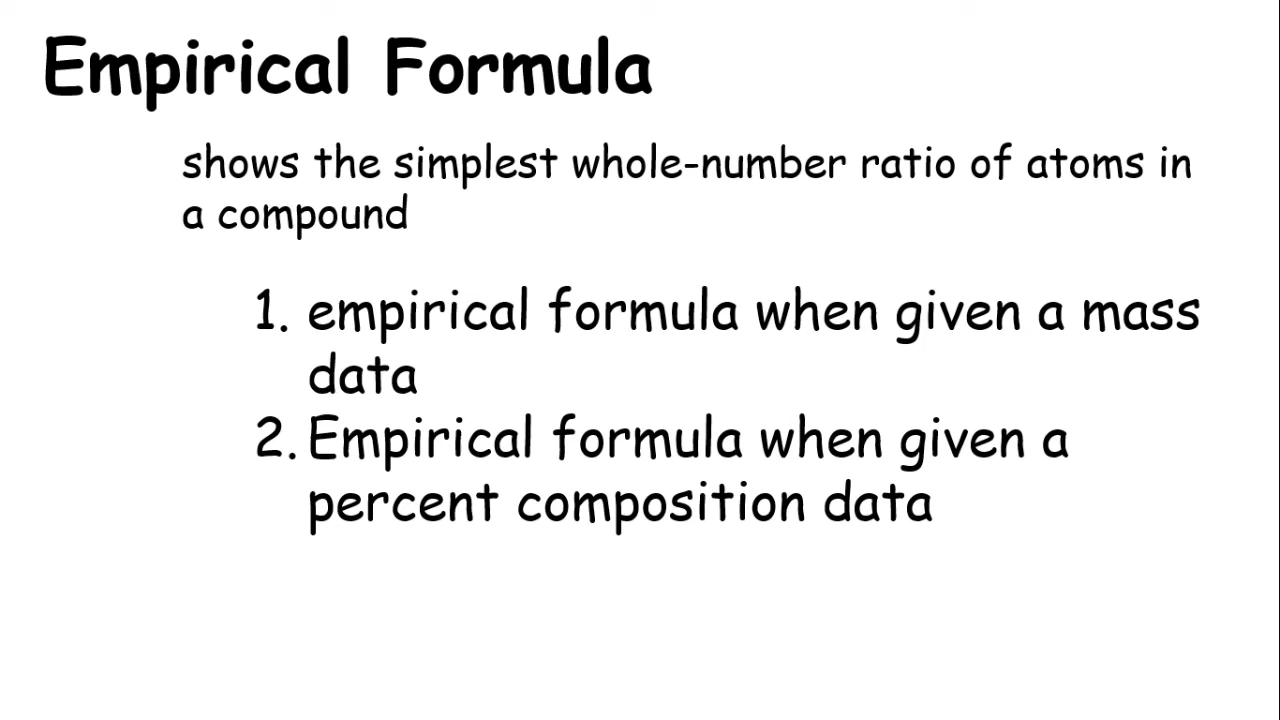 Empirical Formula
shows the simplest whole-number ratio of atoms in
a compound
1. empirical formula when given a mass
data
2. Empirical formula when given a
percent composition data